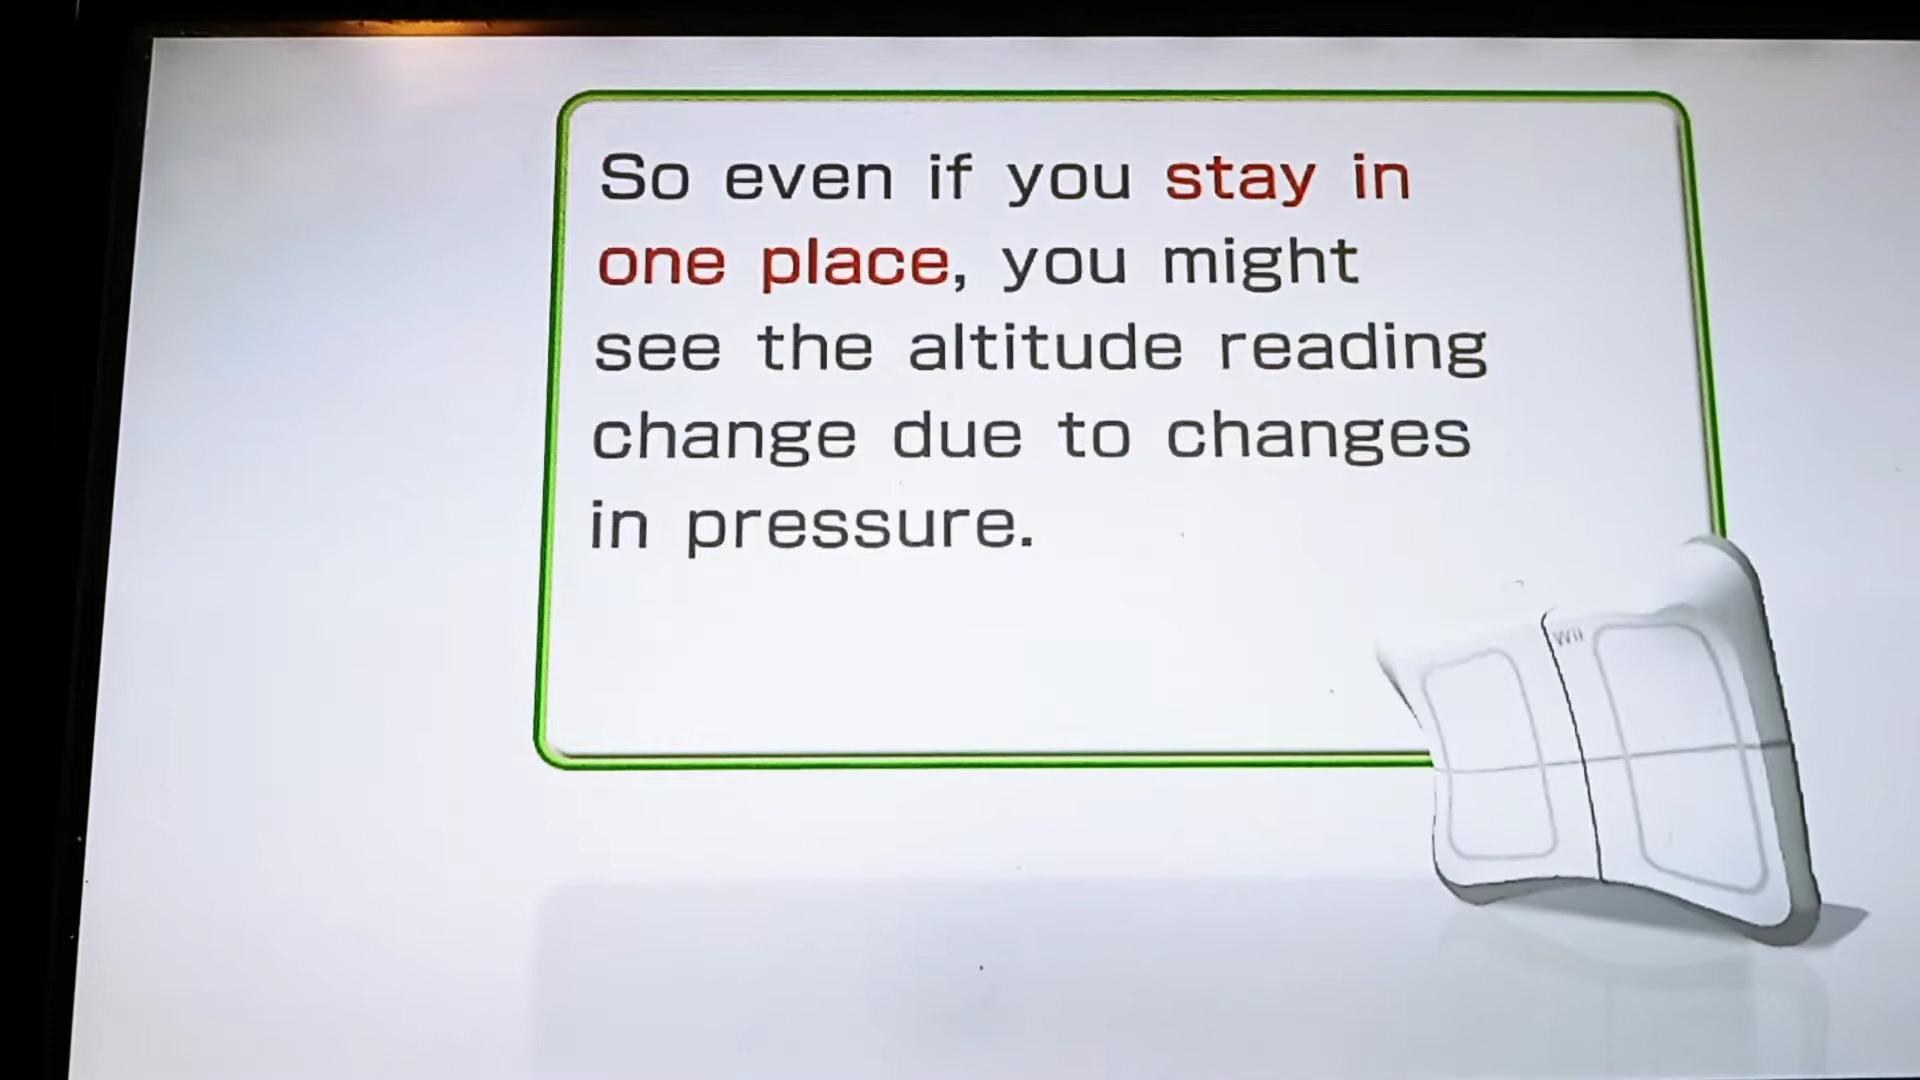 So even if you stay in
one place, you might
see the altitude reading
change due to changes
in pressure.
Wii